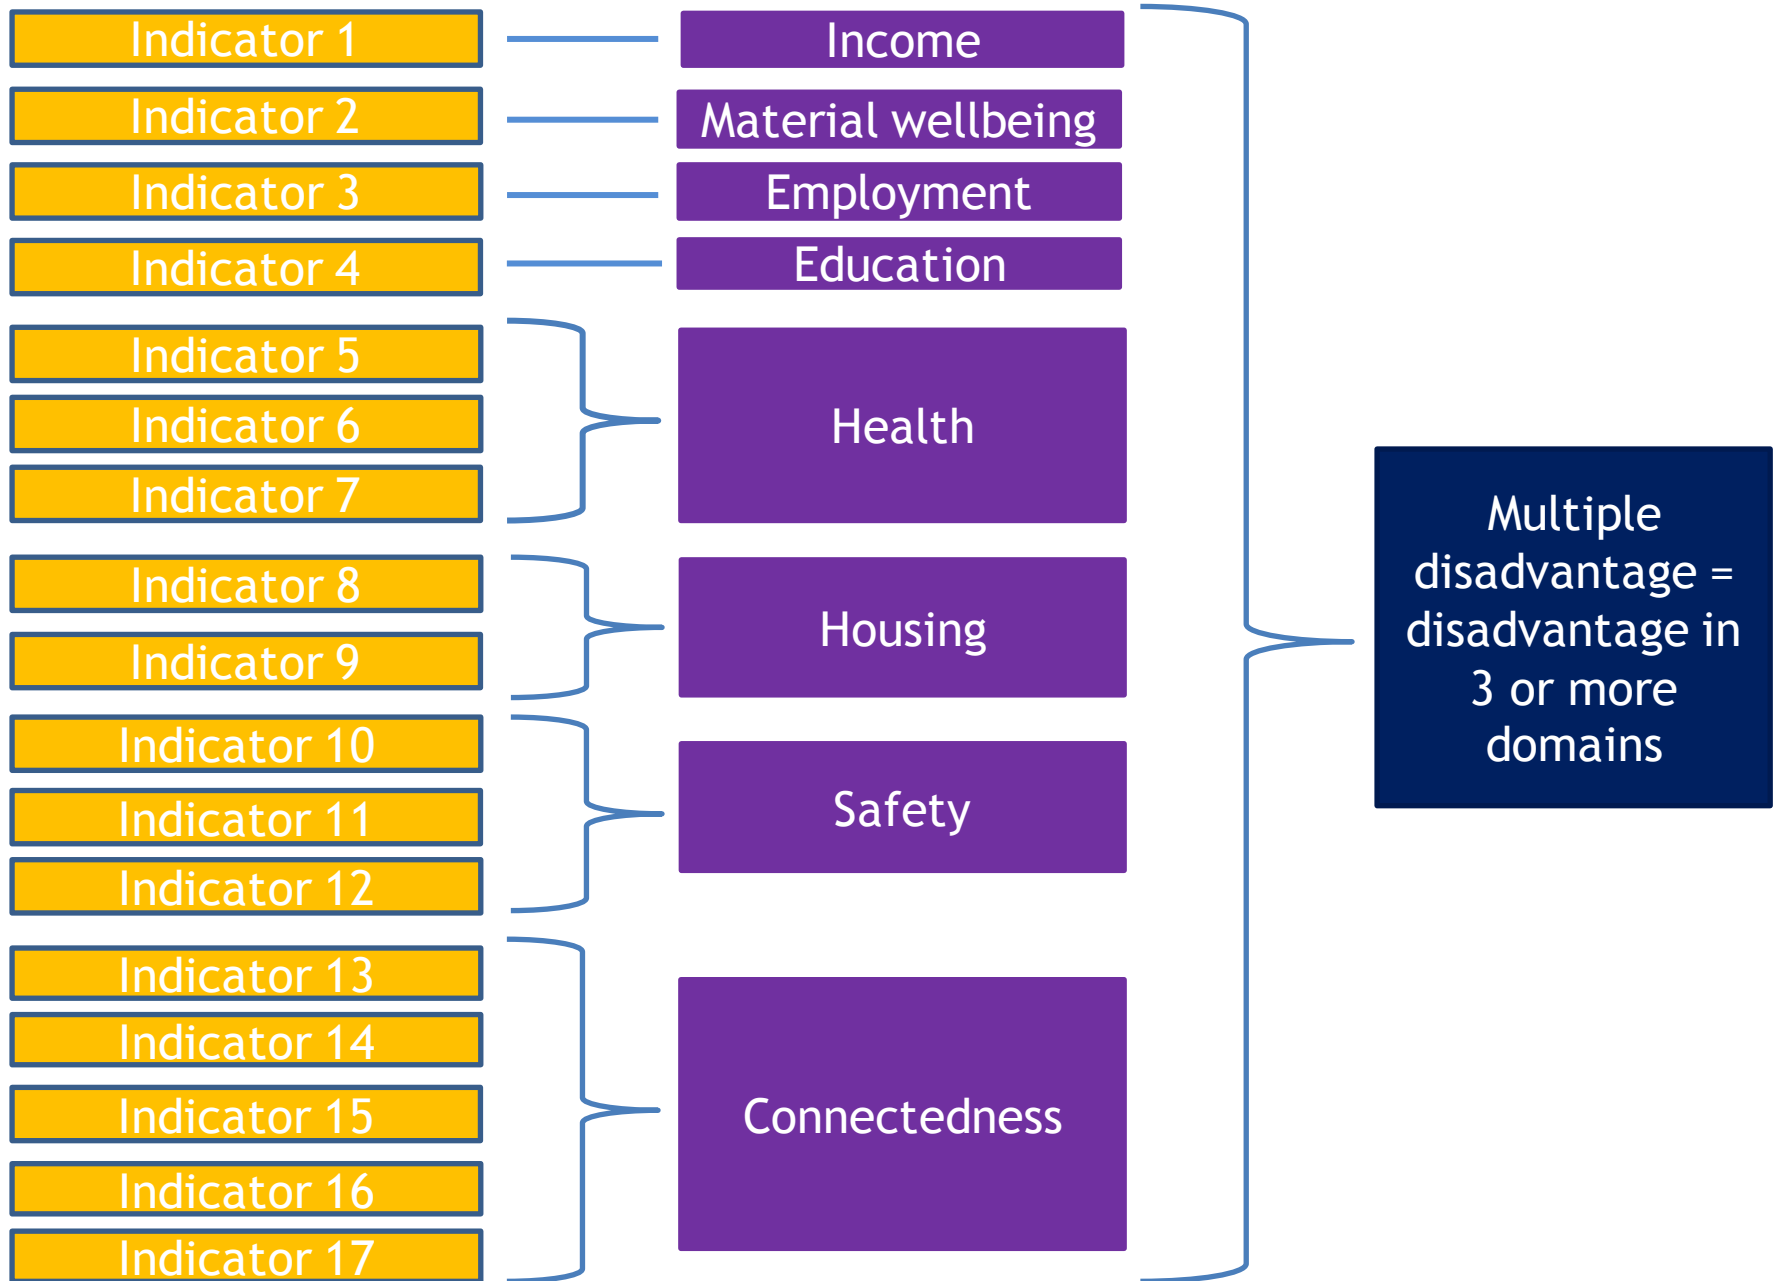 Indicator 1
Income
Indicator 2
Material wellbeing
Indicator 3
Employment
Indicator 4
Education
Indicator 5
Indicator 6
Health
Indicator 7
Indicator 8
Housing
Indicator 9
Indicator 10
Indicator 11
Safety
Indicator 12
Indicator 13
Indicator 14
Indicator 15
Connectedness
Indicator 16
Indicator 17
Multiple
disadvantage =
disadvantage in
3 or more
domains